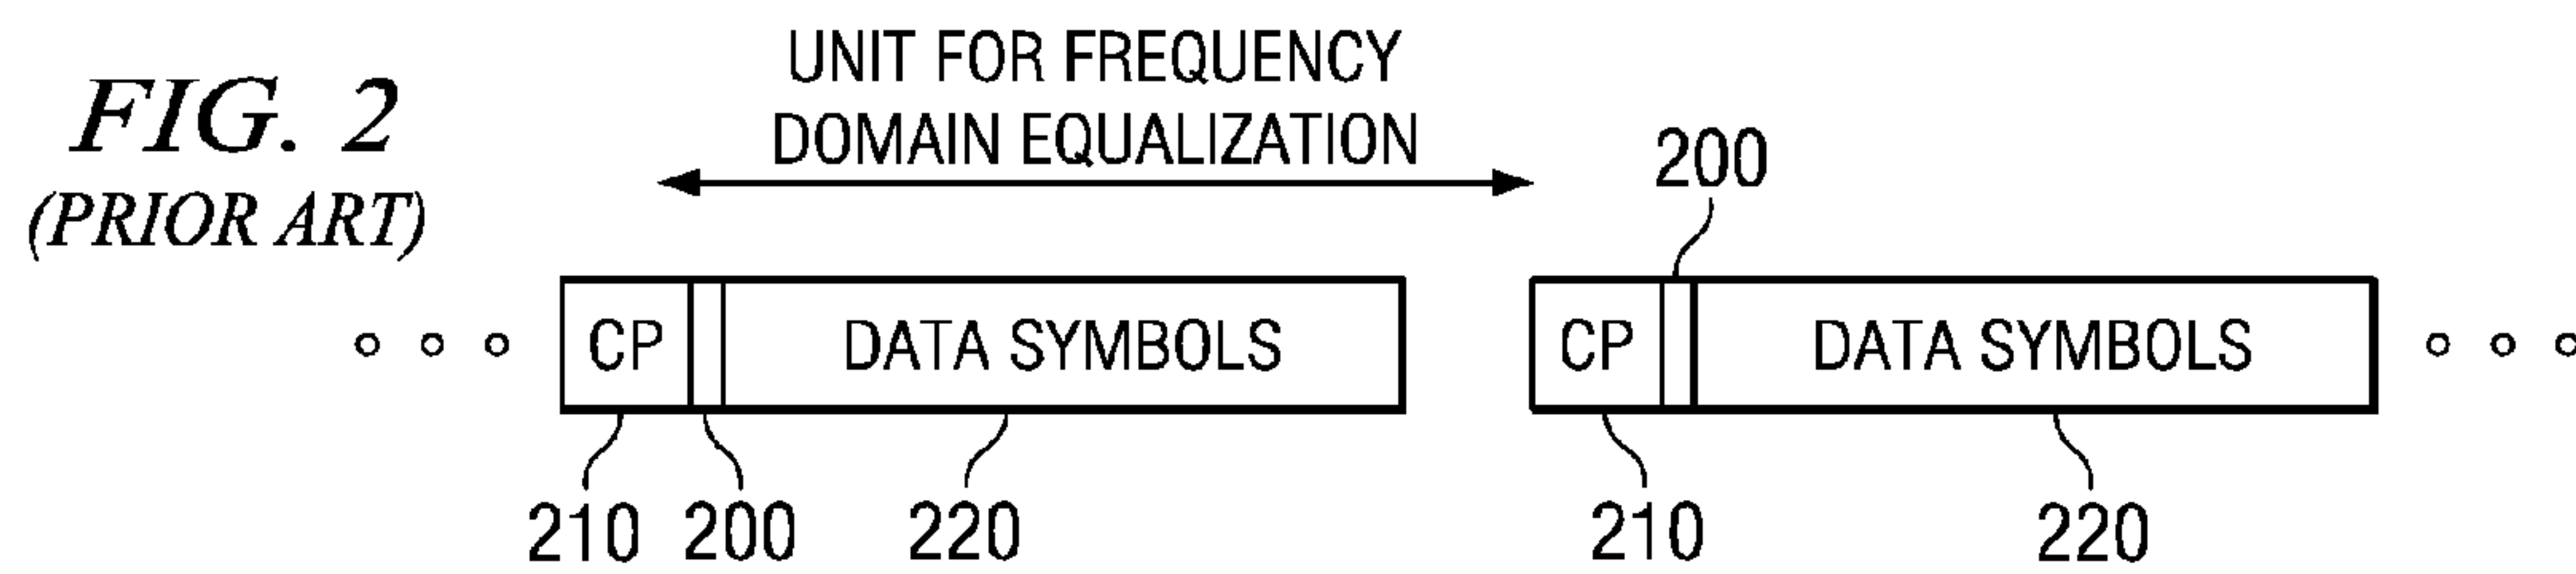 FIG. 2
(PRIOR ART)
UNIT FOR FREQUENCY
DOMAIN EQUALIZATION
200
CP
DATA SYMBOLS
CP
DATA SYMBOLS
210
200
220
210
220